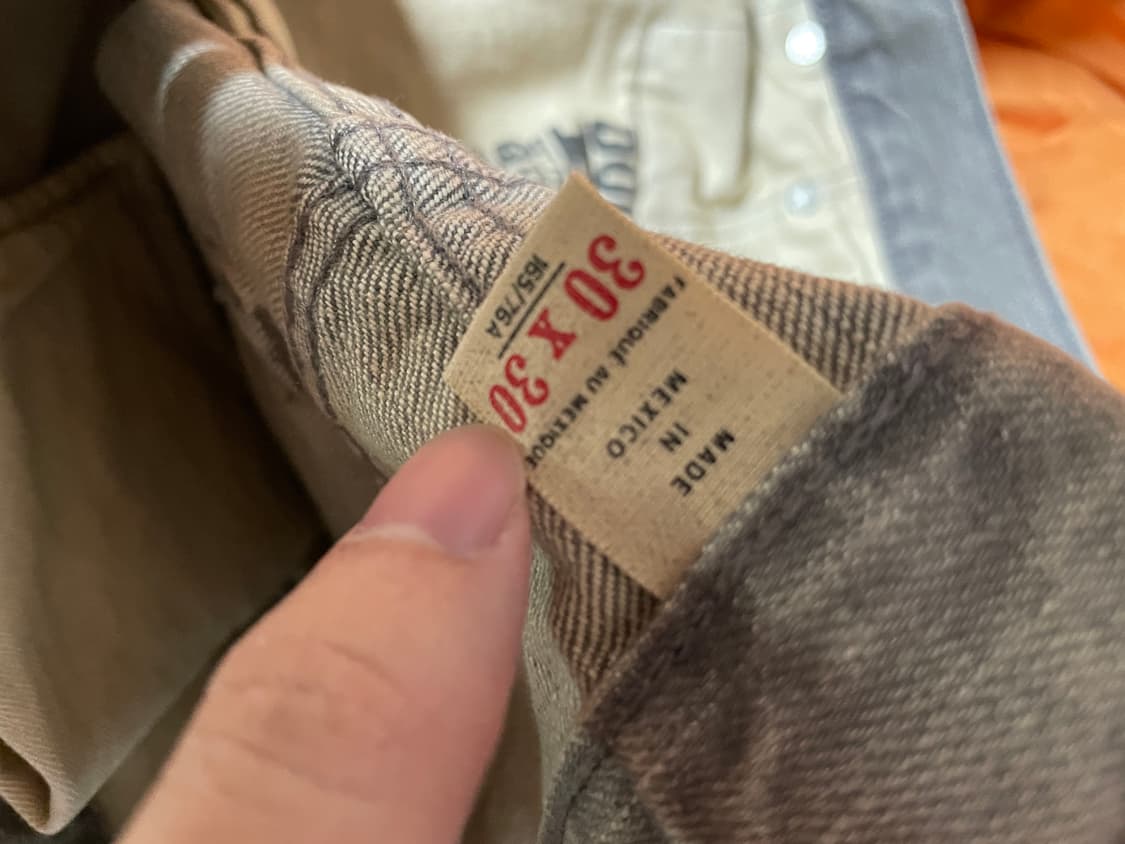 MADE
IN
MEXICO
FABRIQUÉ AU MEXIQUE
30 X 30
165/76A